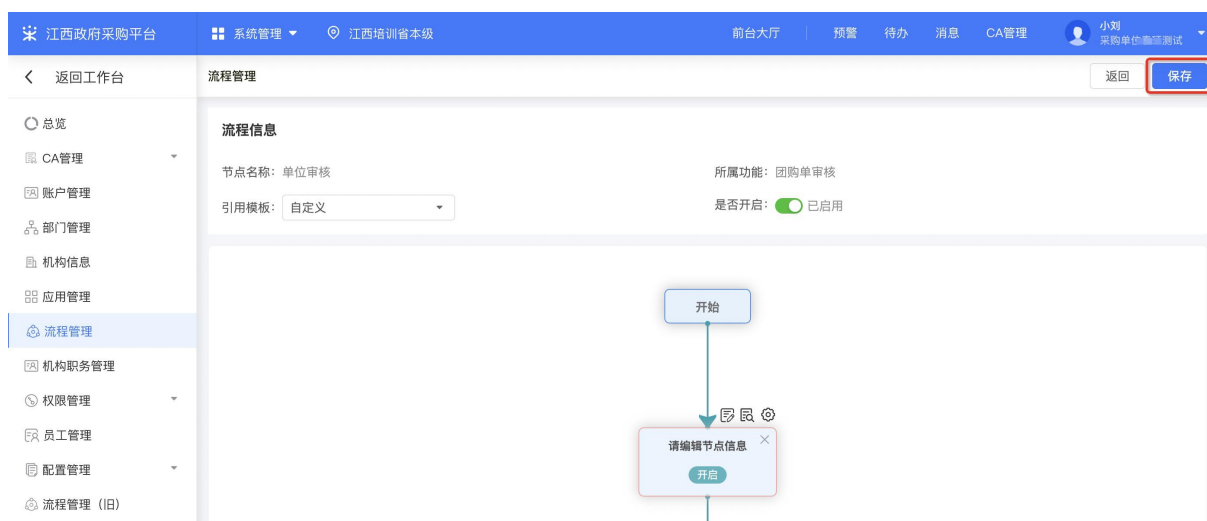 江西政府采购平台 系统管理 江西培训省本级 前台大厅 预警 待办 消息 CA管理 小刘
采购单位 测试
返回工作台 流程管理 返回 保存
总览
CA管理
账户管理
部门管理
机构信息
应用管理
流程管理
机构职务管理
权限管理
员工管理
配置管理
流程管理（旧）
流程信息
节点名称： 单位审核 所属功能： 团购单审核
引用模板： 自定义 是否开启： 已启用
开始
请编辑节点信息
开启